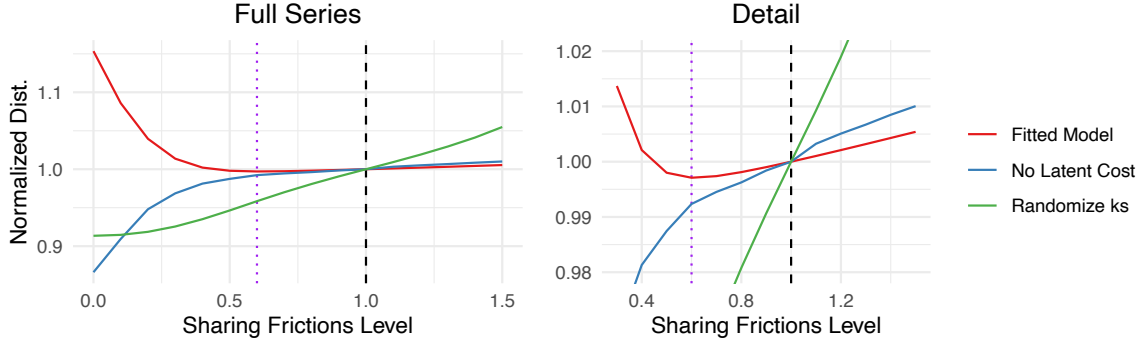 Full Series
Detail
Normalized Dist.
1.1
1.0
0.9
0.0
0.5
1.0
1.5
Sharing Frictions Level
1.02
1.01
1.00
0.99
0.98
0.4
0.8
1.2
Sharing Frictions Level
Fitted Model
No Latent Cost
Randomize ks